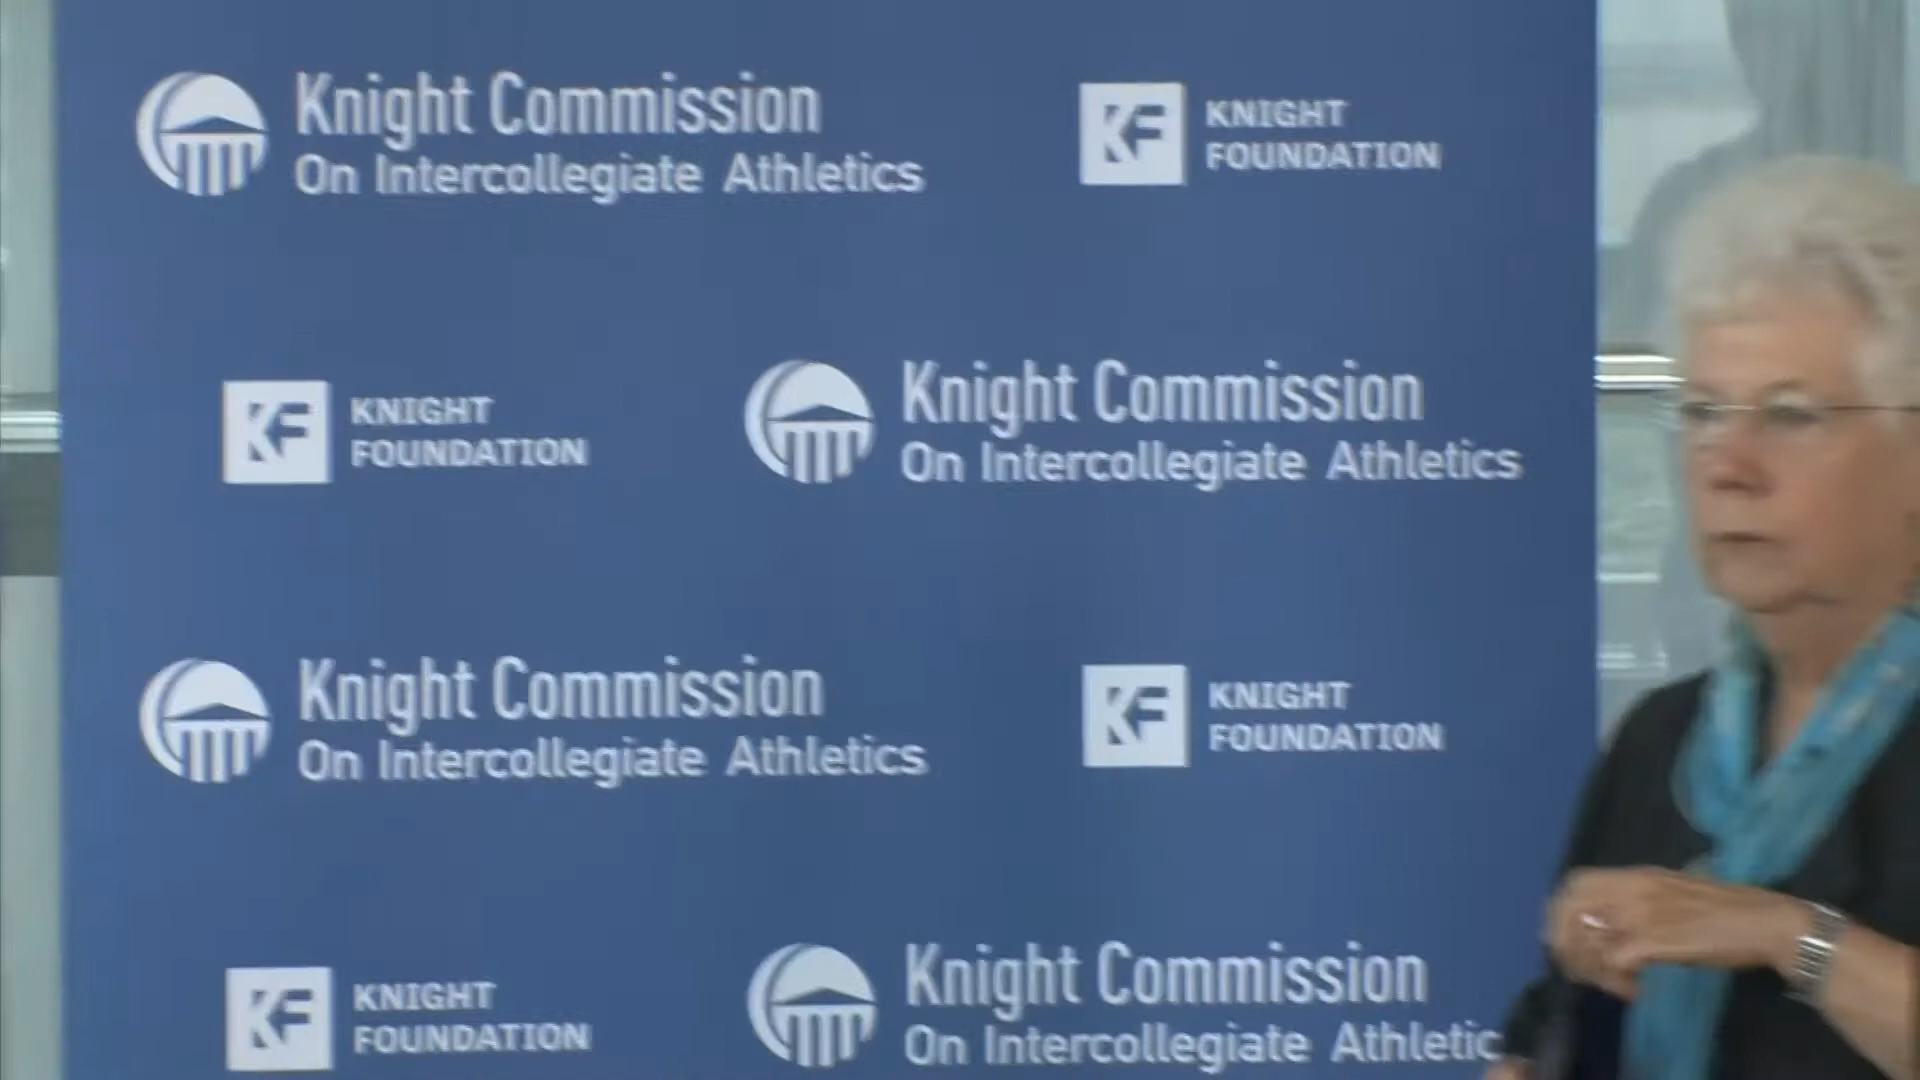 Knight Commission
On Intercollegiate Athletics
KF KNIGHT
FOUNDATION
KF KNIGHT
FOUNDATION
Knight Commission
On Intercollegiate Athletics
Knight Commission
On Intercollegiate Athletics
KF KNIGHT
FOUNDATION
KF KNIGHT
FOUNDATION
Knight Commission
On Intercollegiate Athletic